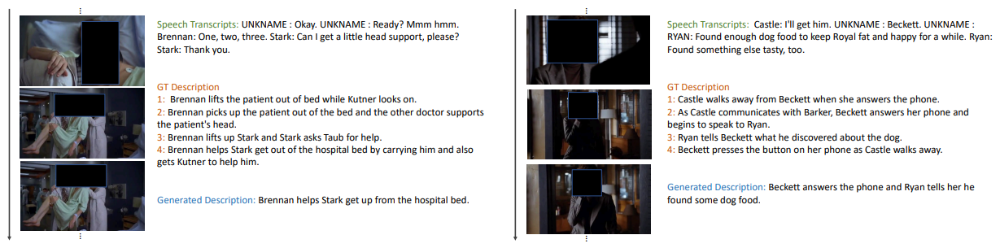 Speech Transcripts: UNKNAME : Okay. UNKNAME : Ready? Mmm hmm.
Brennan: One, two, three. Stark: Can I get a little head support, please?
Stark: Thank you.
GT Description
1: Brennan lifts the patient out of bed while Kutner looks on.
2: Brennan picks up the patient out of the bed and the other doctor supports
the patient's head.
3: Brennan lifts up Stark and Stark asks Taub for help.
4: Brennan helps Stark get out of the hospital bed by carrying him and also
gets Kutner to help him.
Generated Description: Brennan helps Stark get up from the hospital bed.
Speech Transcripts: Castle: I'll get him. UNKNAME : Beckett. UNKNAME :
RYAN: Found enough dog food to keep Royal fat and happy for a while. Ryan:
Found something else tasty, too.
GT Description
1: Castle walks away from Beckett when she answers the phone.
2: As Castle communicates with Barker, Beckett answers her phone and
begins to speak to Ryan.
3: Ryan tells Beckett what he discovered about the dog.
4: Beckett presses the button on her phone as Castle walks away.
Generated Description: Beckett answers the phone and Ryan tells her he
found some dog food.